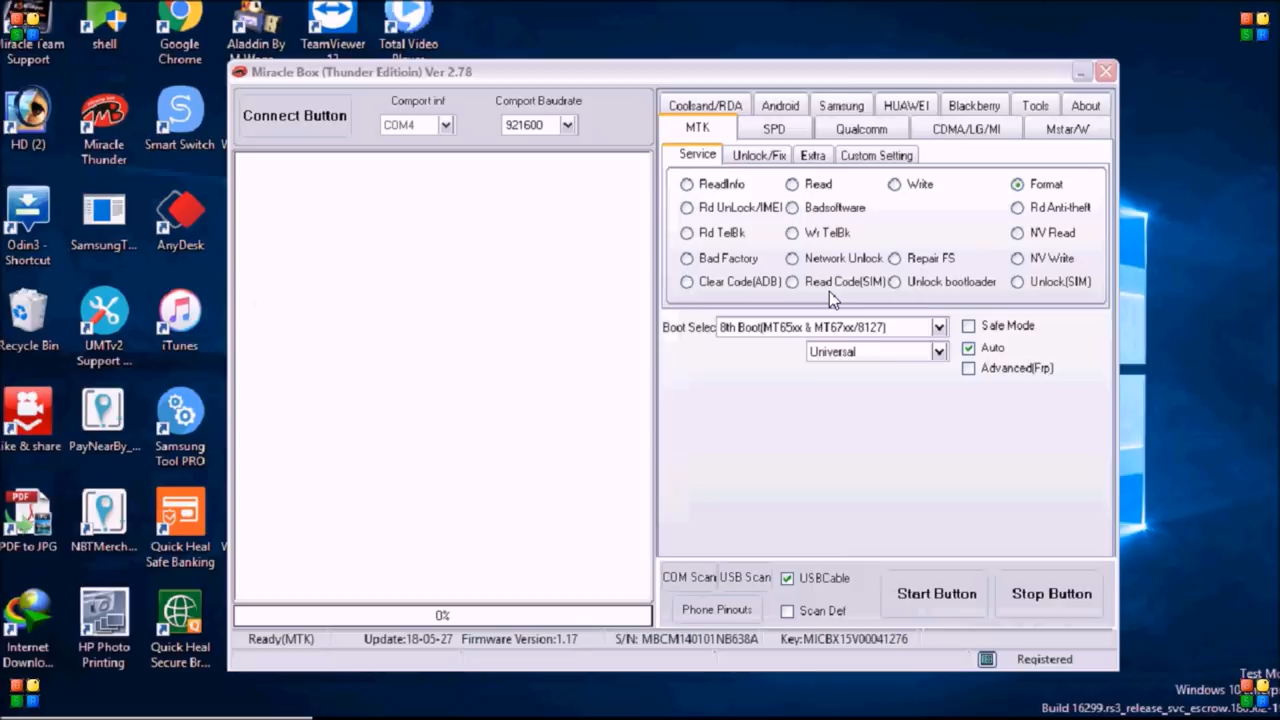 Miracle Team Support
shell
Google Chrome
Aladdin By
TeamViewer
Total Video
HD (2)
Miracle Thunder
Smart Switch
Odin3 - Shortcut
SamsungT...
AnyDesk
Recycle Bin
UMTv2 Support ...
iTunes
ike & share
PayNearBy_...
Samsung Tool PRO
PDF to JPG
NBTMerch...
Quick Heal Safe Banking
Internet Downlo...
HP Photo Printing
Quick Heal Secure Br...
Miracle Box (Thunder Editioin) Ver 2.78
Connect Button
Comport inf
Comport Baudrate
COM4
921600
Coolsand/RDA Android Samsung HUAWEI Blackberry Tools About
MTK SPD Qualcomm CDMA/LG/MI Mstar/W
Service Unlock/Fix Extra Custom Setting
ReadInfo Read Write Format
Rd UnLock/IMEI Badsoftware Rd Anti-theft
Rd TelBk Wr TelBk NV Read
Bad Factory Network Unlock Repair FS NV Write
Clear Code(ADB) Read Code(SIM) Unlock bootloader Unlock(SIM)
Boot Selec 8th Boot(MT65xx & MT67xx/8127) Safe Mode
Universal Auto
Advanced(Frp)
COM Scan USB Scan USBCable
Start Button Stop Button
Phone Pinouts Scan Def
0%
Ready(MTK) Update:18-05-27 Firmware Version:1.17 S/N: MBCM140101NB638A Key:MICBX15V00041276
Registered
Test Mo
Windows 10 Enterp
Build 16299.rs3_release_svc_escrow.180502-1